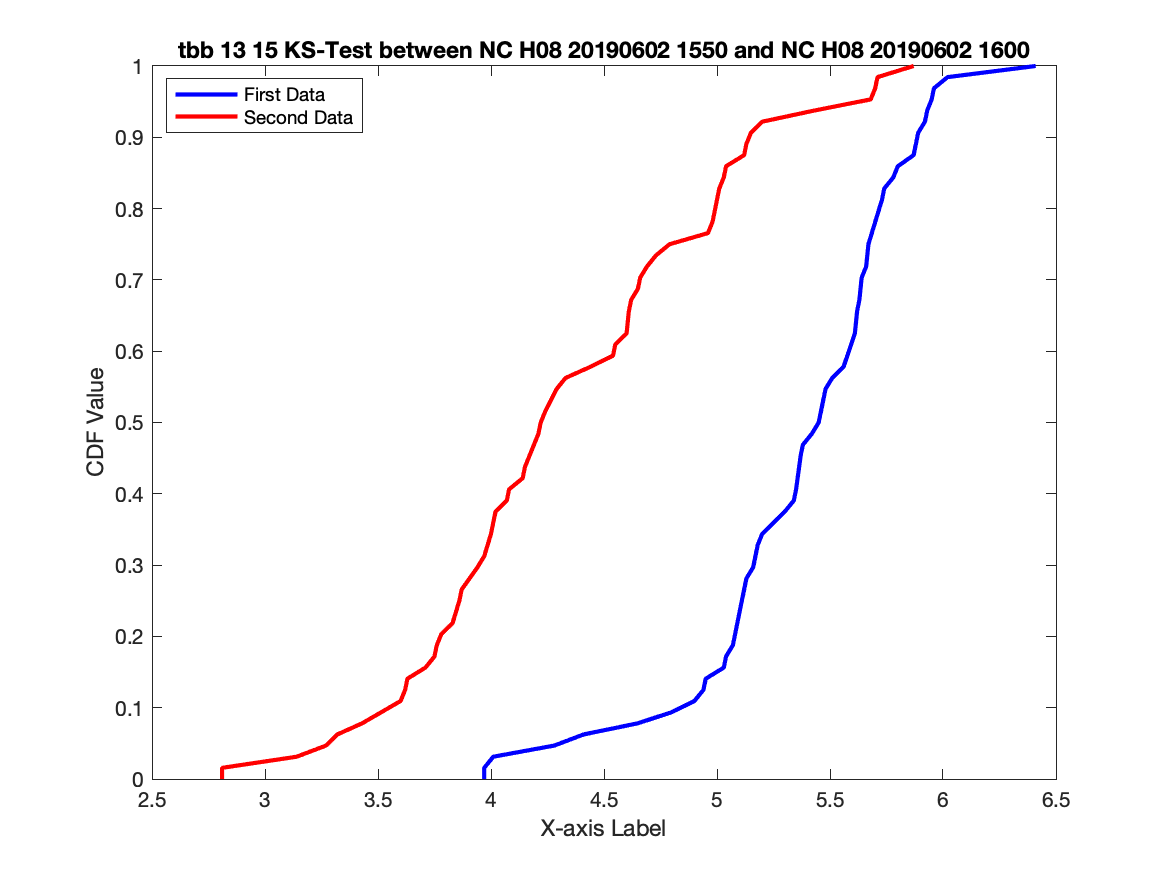 tbb 13 15 KS-Test between NC H08 20190602 1550 and NC H08 20190602 1600
First Data
Second Data
1
0.9
0.8
0.7
0.6
0.5
0.4
0.3
0.2
0.1
0
CDF Value
2.5 3 3.5 4 4.5 5 5.5 6 6.5
X-axis Label